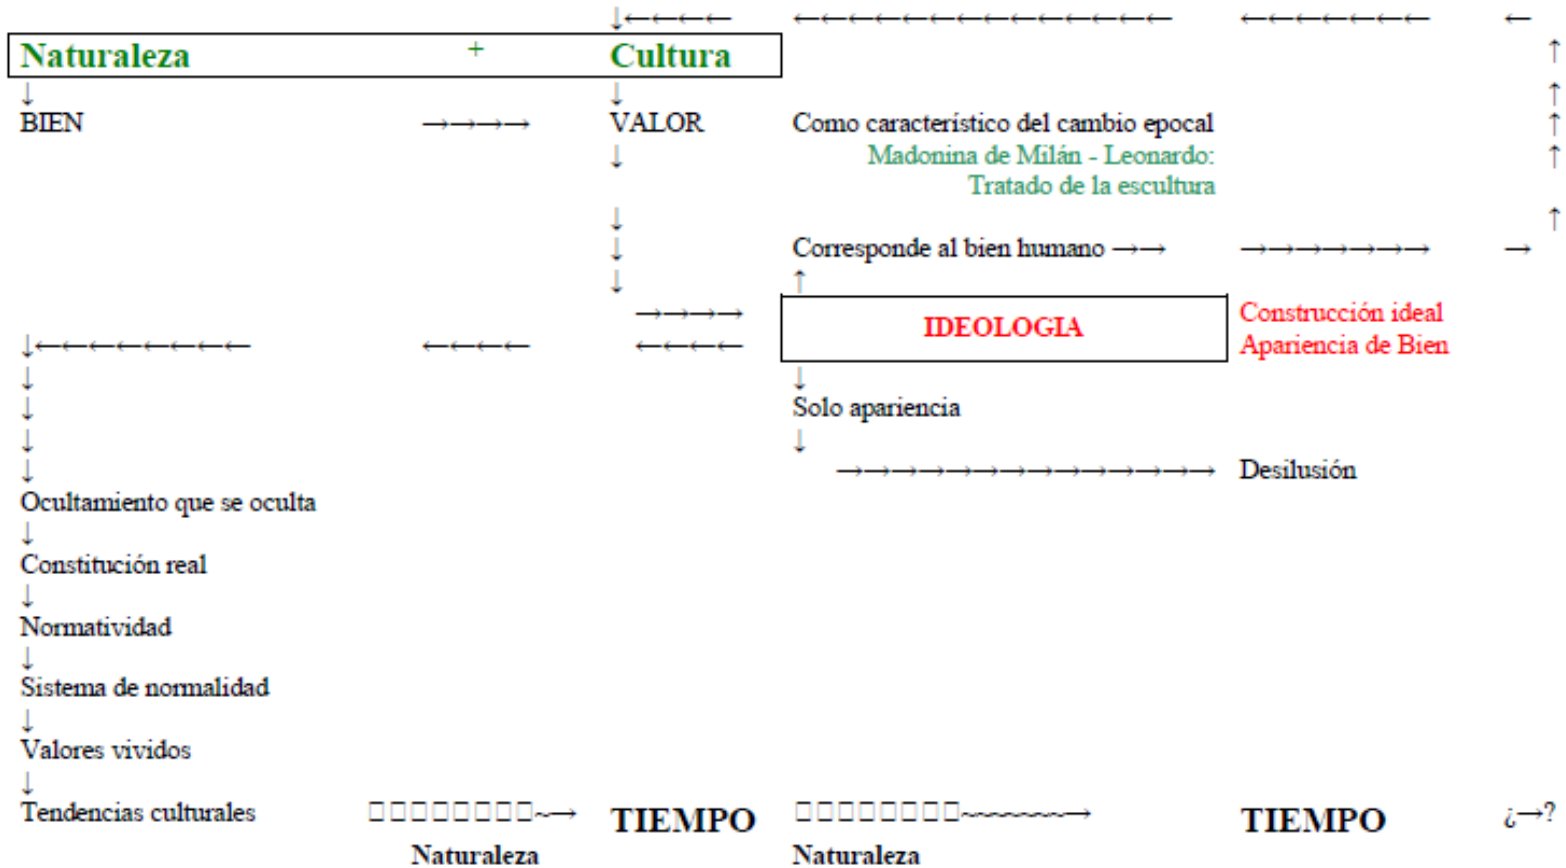 ↓←←←← ←←←←←←←←←←←←←← ←←←←←←← ←
Naturaleza + Cultura ↑
↓ ↓ ↑
BIEN →→→→ VALOR Como característico del cambio epocal ↑
↓ Madonina de Milán - Leonardo: ↑
Tratado de la escultura
↓ ↑
↓ Corresponde al bien humano →→ →→→→→→→ →
↓ ↑
→→→→ IDEOLOGIA Construcción ideal
↓←←←←←←←← ←←←← ←←←← Apariencia de Bien
↓ ↓
↓ Solo apariencia
↓ ↓
↓ →→→→→→→→→→→→→→ Desilusión
Ocultamiento que se oculta
↓
Constitución real
↓
Normatividad
↓
Sistema de normalidad
↓
Valores vividos
↓
Tendencias culturales □□□□□□□□~→ TIEMPO □□□□□□□□~~~~~~~→ TIEMPO ¿→?
Naturaleza Naturaleza